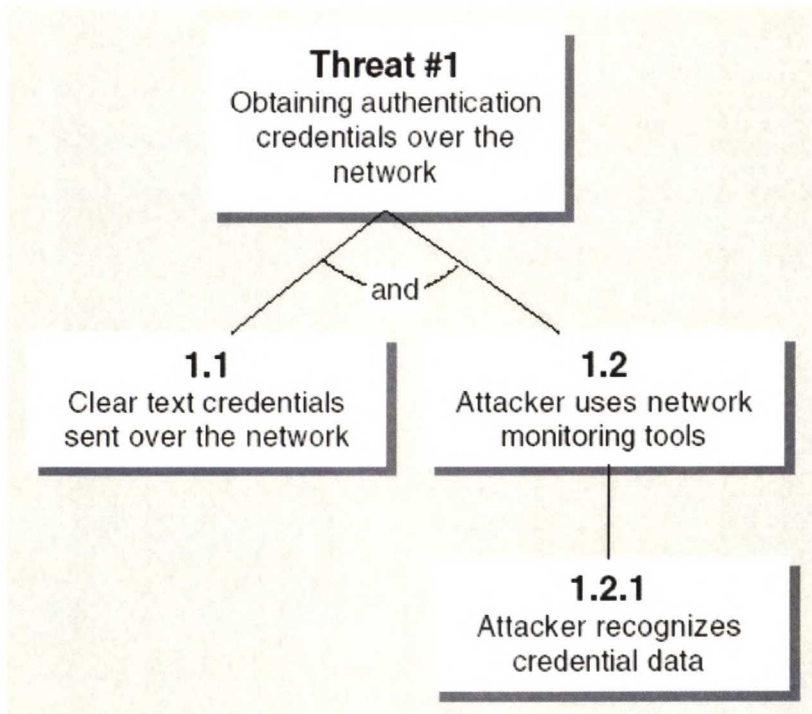 Threat #1
Obtaining authentication
credentials over the
network
and
1.1
Clear text credentials
sent over the network
1.2
Attacker uses network
monitoring tools
1.2.1
Attacker recognizes
credential data